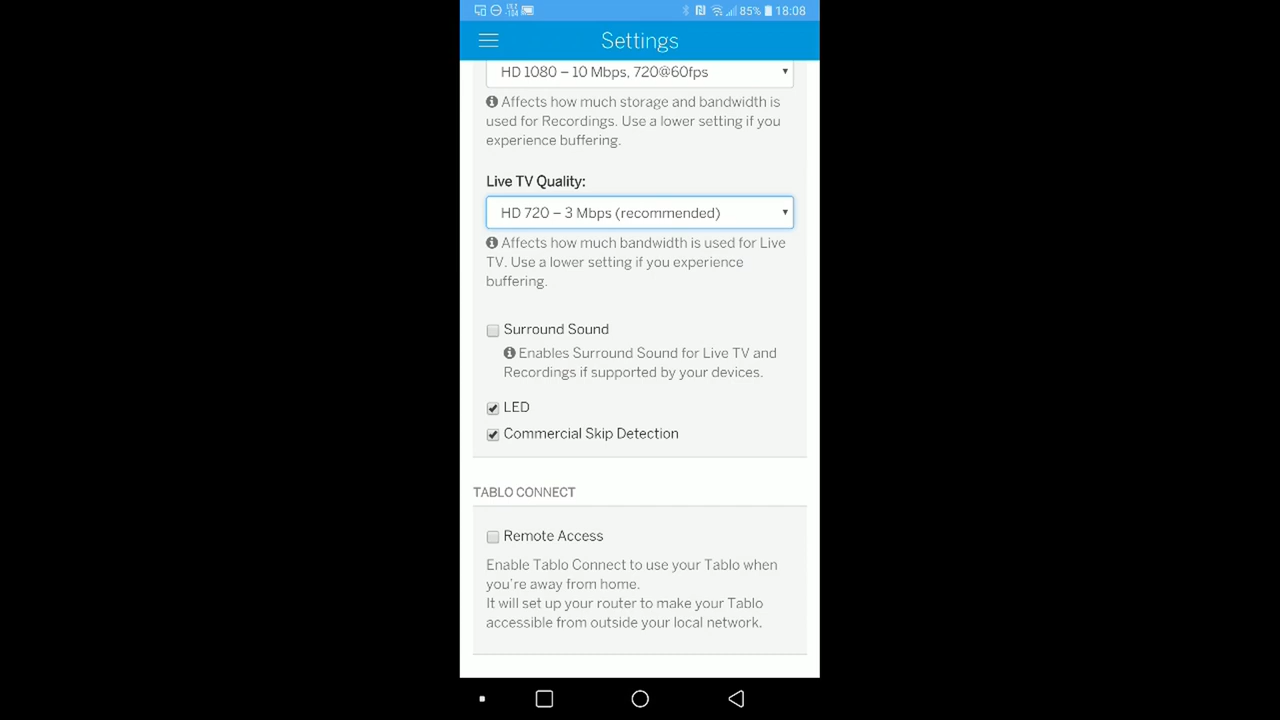 85% 18:08
Settings
HD 1080 – 10 Mbps, 720@60fps
Affects how much storage and bandwidth is
used for Recordings. Use a lower setting if you
experience buffering.
Live TV Quality:
HD 720 – 3 Mbps (recommended)
Affects how much bandwidth is used for Live
TV. Use a lower setting if you experience
buffering.
Surround Sound
Enables Surround Sound for Live TV and
Recordings if supported by your devices.
LED
Commercial Skip Detection
TABLO CONNECT
Remote Access
Enable Tablo Connect to use your Tablo when
you're away from home.
It will set up your router to make your Tablo
accessible from outside your local network.